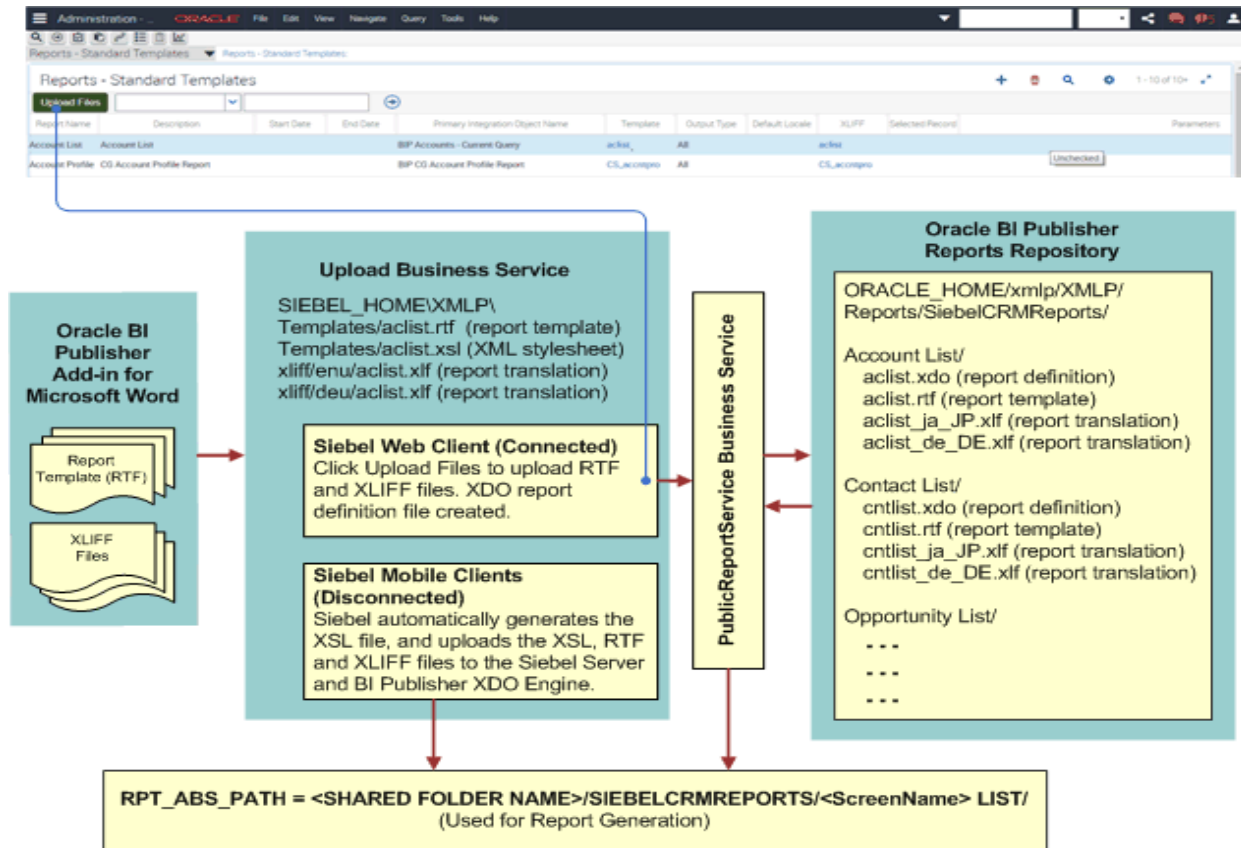 Administration - ...
ORACLE
File Edit View Navigate Query Tools Help
Reports - Standard Templates
Reports - Standard Templates:
Reports - Standard Templates
1 - 10 of 10+
Upload Files
Report Name Description Start Date End Date Primary Integration Object Name Template Output Type Default Locale XLIFF Selected Record Parameters
Account List Account List BIP Accounts - Current Query aclist All aclist
Unchecked
Account Profile CG Account Profile Report BIP CG Account Profile Report CS_accntpro All CS_accntpro
Oracle BI
Publisher
Add-in for
Microsoft Word
Report
Template (RTF)
XLIFF
Files
Upload Business Service
SIEBEL_HOME\XMLP\
Templates/aclist.rtf (report template)
Templates/aclist.xsl (XML stylesheet)
xliff/enu/aclist.xlf (report translation)
xliff/deu/aclist.xlf (report translation)
Siebel Web Client (Connected)
Click Upload Files to upload RTF
and XLIFF files. XDO report
definition file created.
Siebel Mobile Clients
(Disconnected)
Siebel automatically generates the
XSL file, and uploads the XSL, RTF
and XLIFF files to the Siebel Server
and BI Publisher XDO Engine.
PublicReportService Business Service
Oracle BI Publisher
Reports Repository
ORACLE_HOME/xmlp/XMLP/
Reports/SiebelCRMReports/
Account List/
aclist.xdo (report definition)
aclist.rtf (report template)
aclist_ja_JP.xlf (report translation)
aclist_de_DE.xlf (report translation)
Contact List/
cntlist.xdo (report definition)
cntlist.rtf (report template)
cntlist_ja_JP.xlf (report translation)
cntlist_de_DE.xlf (report translation)
Opportunity List/
- - -
- - -
- - -
RPT_ABS_PATH = <SHARED FOLDER NAME>/SIEBELCRMREPORTS/<ScreenName> LIST/
(Used for Report Generation)